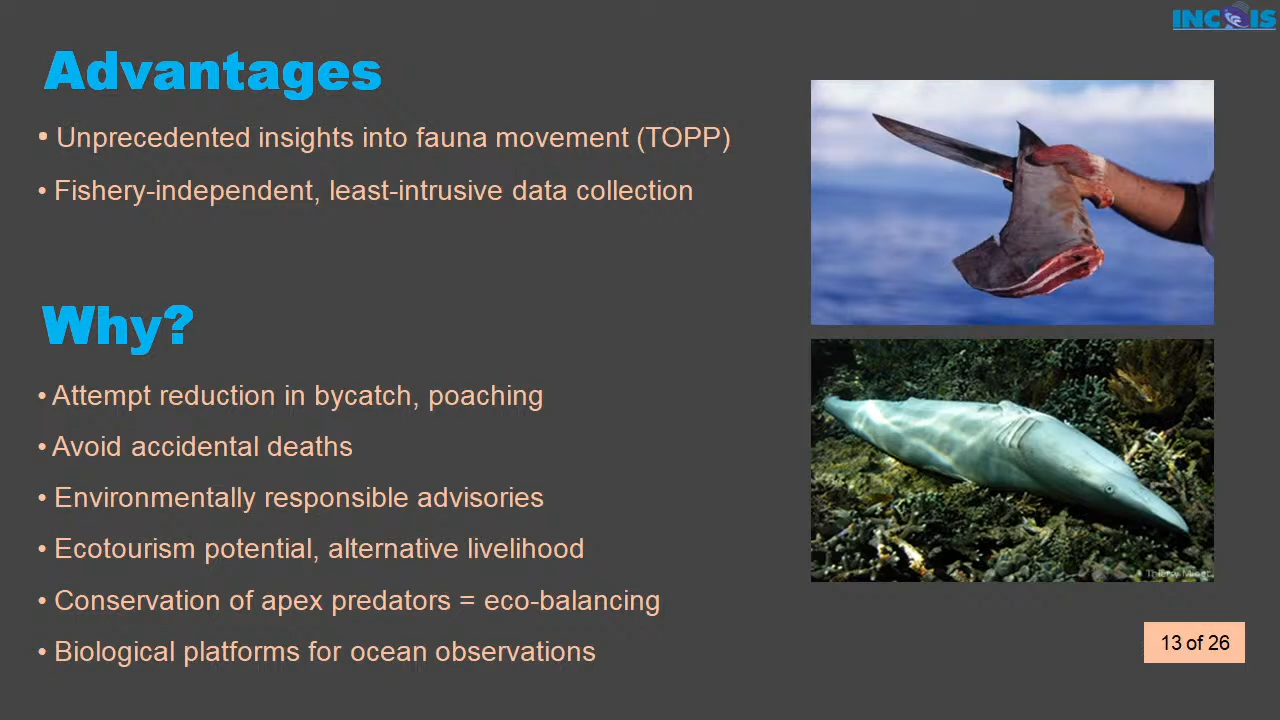 INCOIS
Advantages
• Unprecedented insights into fauna movement (TOPP)
• Fishery-independent, least-intrusive data collection
Why?
• Attempt reduction in bycatch, poaching
• Avoid accidental deaths
• Environmentally responsible advisories
• Ecotourism potential, alternative livelihood
• Conservation of apex predators = eco-balancing
• Biological platforms for ocean observations
13 of 26